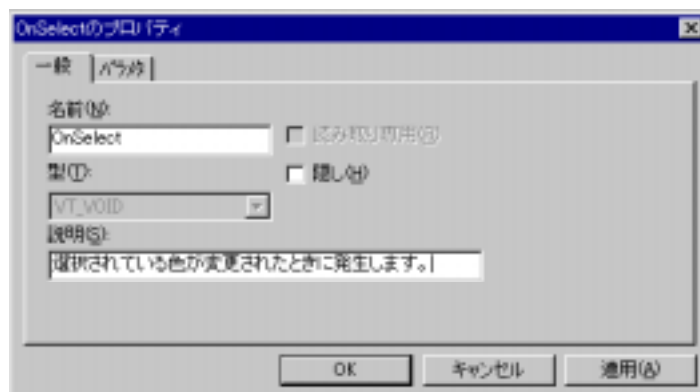 OnSelectのプロパティ
一般
パラメタ
名前(N):
OnSelect
読み取り専用(R)
型(T):
隠し(H)
VT_VOID
説明(S):
選択されている色が変更されたときに発生します。
OK
キャンセル
適用(A)